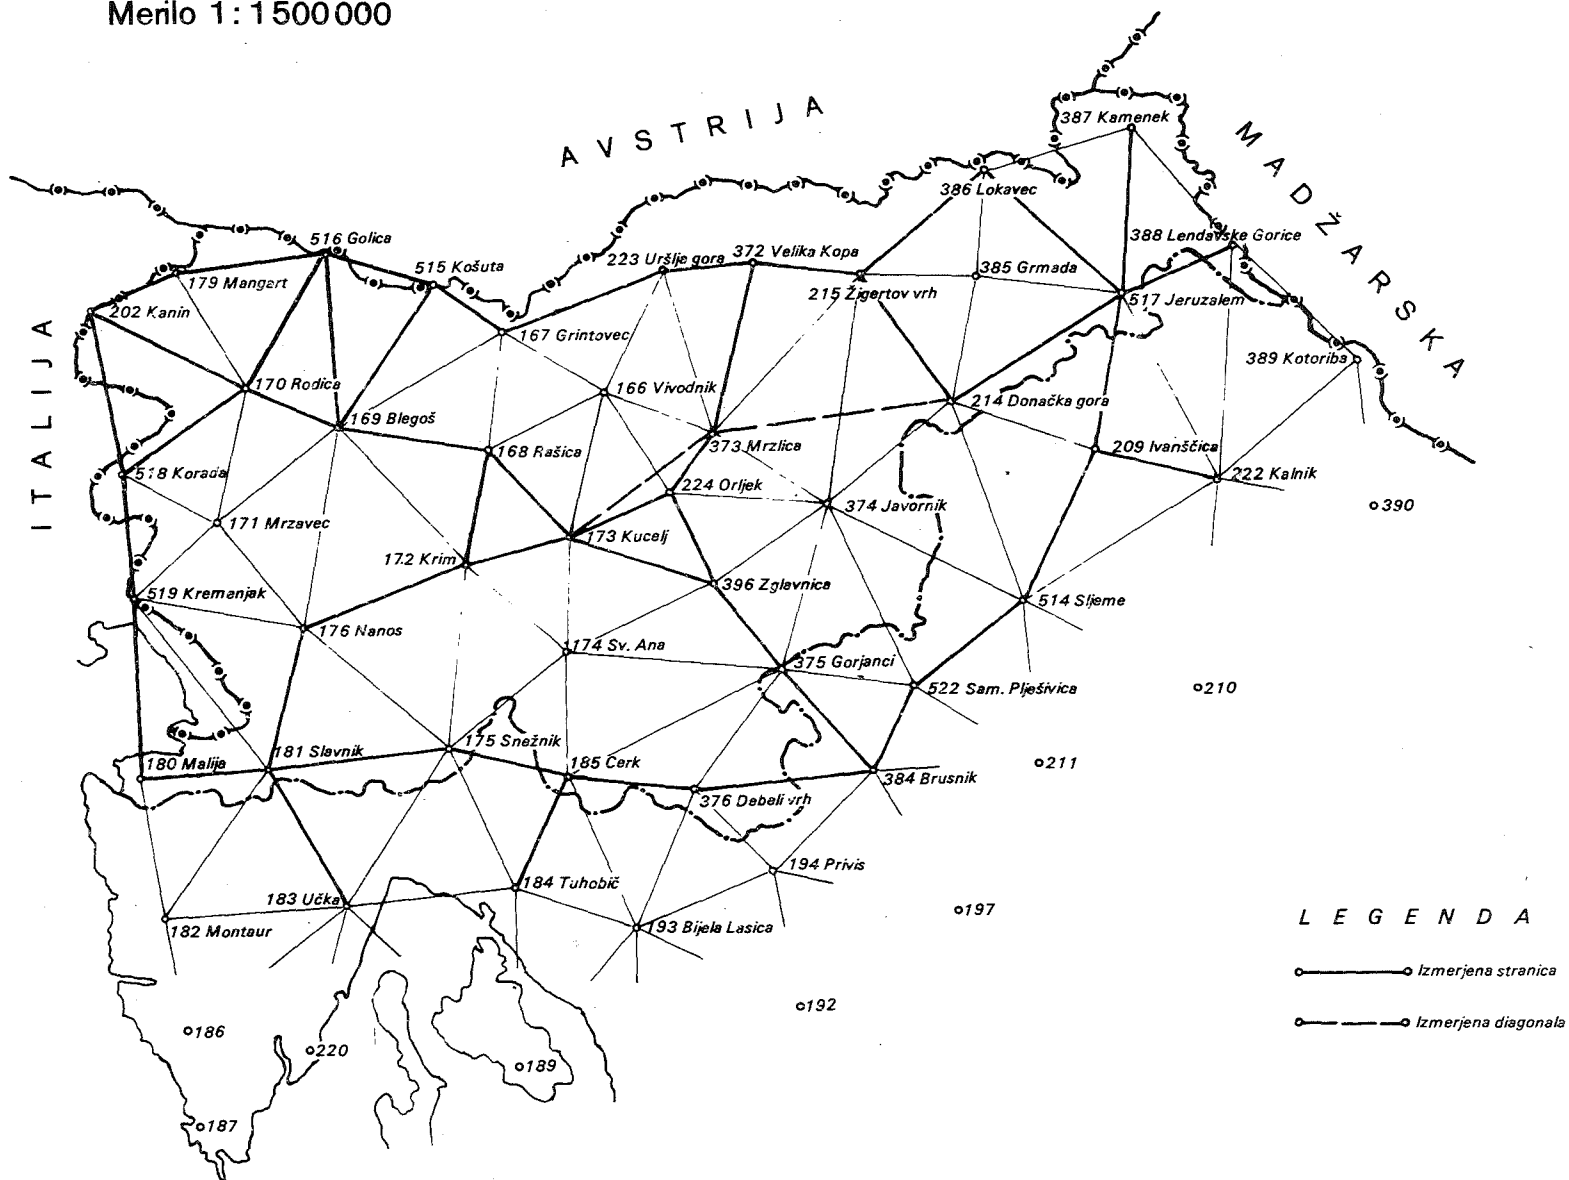 Merilo 1:1500000
AVSTRIJA
MADŽARSKA
ITALIJA
387 Kamenek
386 Lokavec
388 Lendavske Gorice
516 Golica
515 Košuta
223 Uršlje gora
372 Velika Kopa
385 Grmada
179 Mangart
215 Žigertov vrh
517 Jeruzalem
202 Kanin
167 Grintovec
389 Kotoriba
170 Rodica
166 Vivodnik
214 Donačka gora
169 Blegoš
168 Rašica
373 Mrzlica
209 Ivanščica
518 Korada
224 Orljek
222 Kalnik
374 Javornik
390
171 Mrzavec
173 Kucelj
172 Krim
396 Zglavnica
519 Kremenjak
514 Sljeme
176 Nanos
174 Sv. Ana
375 Gorjanci
522 Sam. Plješivica
210
175 Snežnik
181 Slavnik
180 Malija
185 Cerk
211
384 Brusnik
376 Debeli vrh
194 Privis
184 Tuhobič
183 Učka
197
182 Montaur
193 Bijela Lasica
LEGENDA
Izmerjena stranica
192
Izmerjena diagonala
186
220
189
187